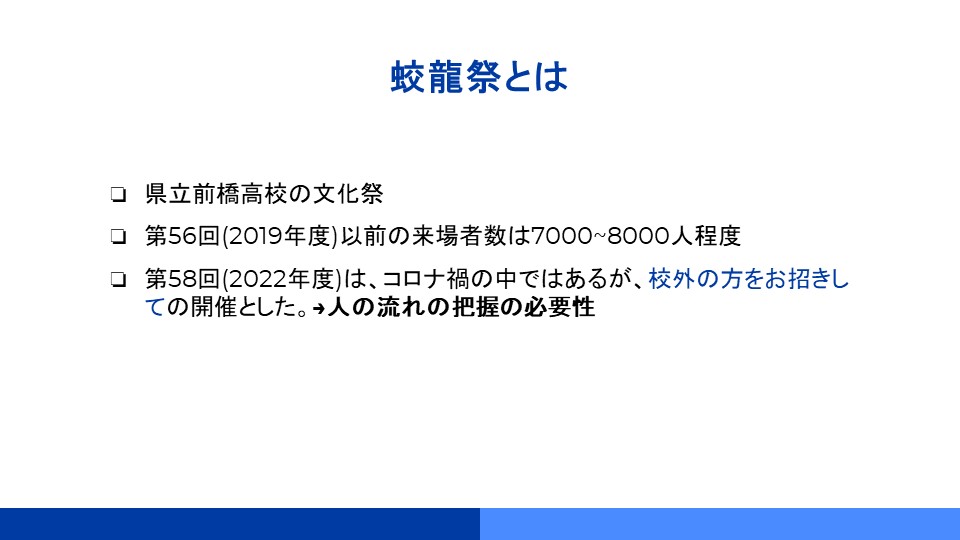 蛟龍祭とは
❏ 県立前橋高校の文化祭
❏ 第56回(2019年度)以前の来場者数は7000~8000人程度
❏ 第58回(2022年度)は、コロナ禍の中ではあるが、校外の方をお招きし
ての開催とした。→人の流れの把握の必要性